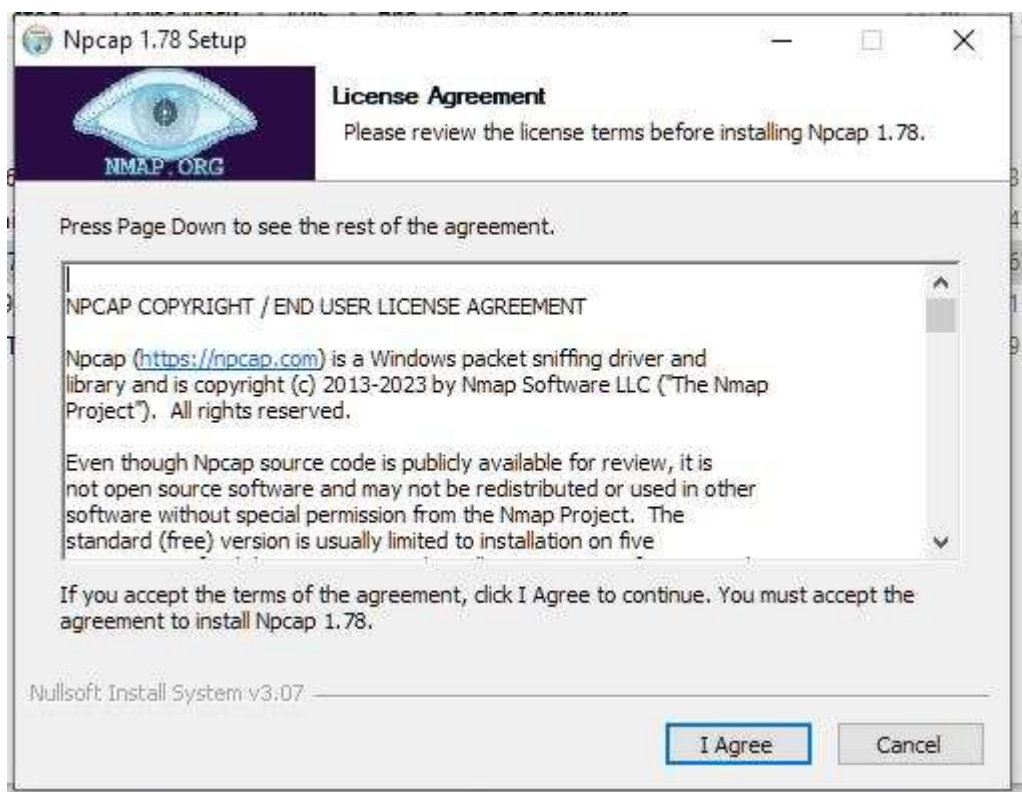 Npcap 1.78 Setup
NMAP.ORG
License Agreement
Please review the license terms before installing Npcap 1.78.
Press Page Down to see the rest of the agreement.
NPCAP COPYRIGHT / END USER LICENSE AGREEMENT
Npcap (https://npcap.com) is a Windows packet sniffing driver and
library and is copyright (c) 2013-2023 by Nmap Software LLC ("The Nmap
Project").  All rights reserved.
Even though Npcap source code is publicly available for review, it is
not open source software and may not be redistributed or used in other
software without special permission from the Nmap Project.  The
standard (free) version is usually limited to installation on five
If you accept the terms of the agreement, click I Agree to continue. You must accept the
agreement to install Npcap 1.78.
Nullsoft Install System v3.07
I Agree
Cancel